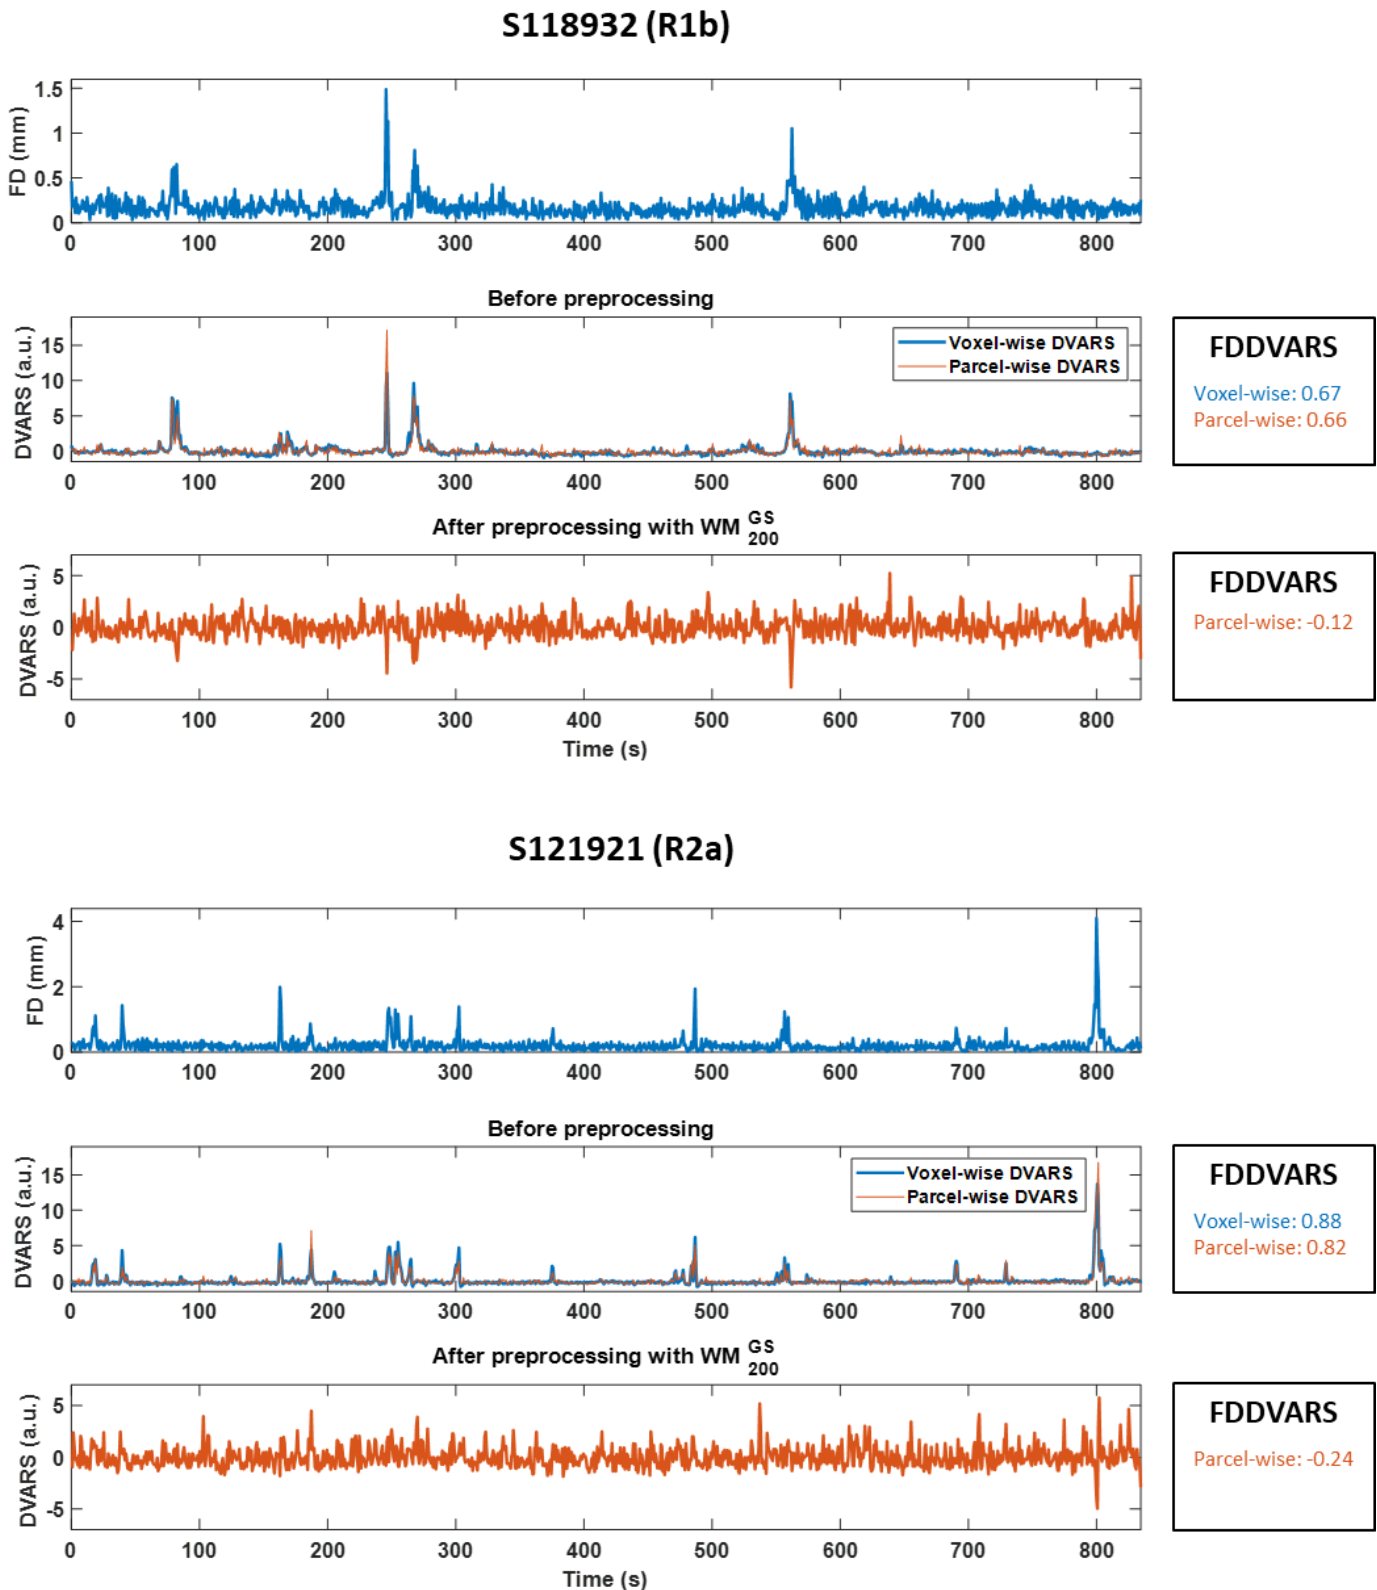 S118932 (R1b)
FD (mm)
1.5
1
0.5
0
0 100 200 300 400 500 600 700 800
Before preprocessing
DVARS (a.u.)
15
10
5
0
Voxel-wise DVARS
Parcel-wise DVARS
0 100 200 300 400 500 600 700 800
FDDVARS
Voxel-wise: 0.67
Parcel-wise: 0.66
After preprocessing with WM GS 200
DVARS (a.u.)
5
0
-5
0 100 200 300 400 500 600 700 800
Time (s)
FDDVARS
Parcel-wise: -0.12
S121921 (R2a)
FD (mm)
4
2
0
0 100 200 300 400 500 600 700 800
Before preprocessing
DVARS (a.u.)
15
10
5
0
Voxel-wise DVARS
Parcel-wise DVARS
0 100 200 300 400 500 600 700 800
FDDVARS
Voxel-wise: 0.88
Parcel-wise: 0.82
After preprocessing with WM GS 200
DVARS (a.u.)
5
0
-5
0 100 200 300 400 500 600 700 800
Time (s)
FDDVARS
Parcel-wise: -0.24